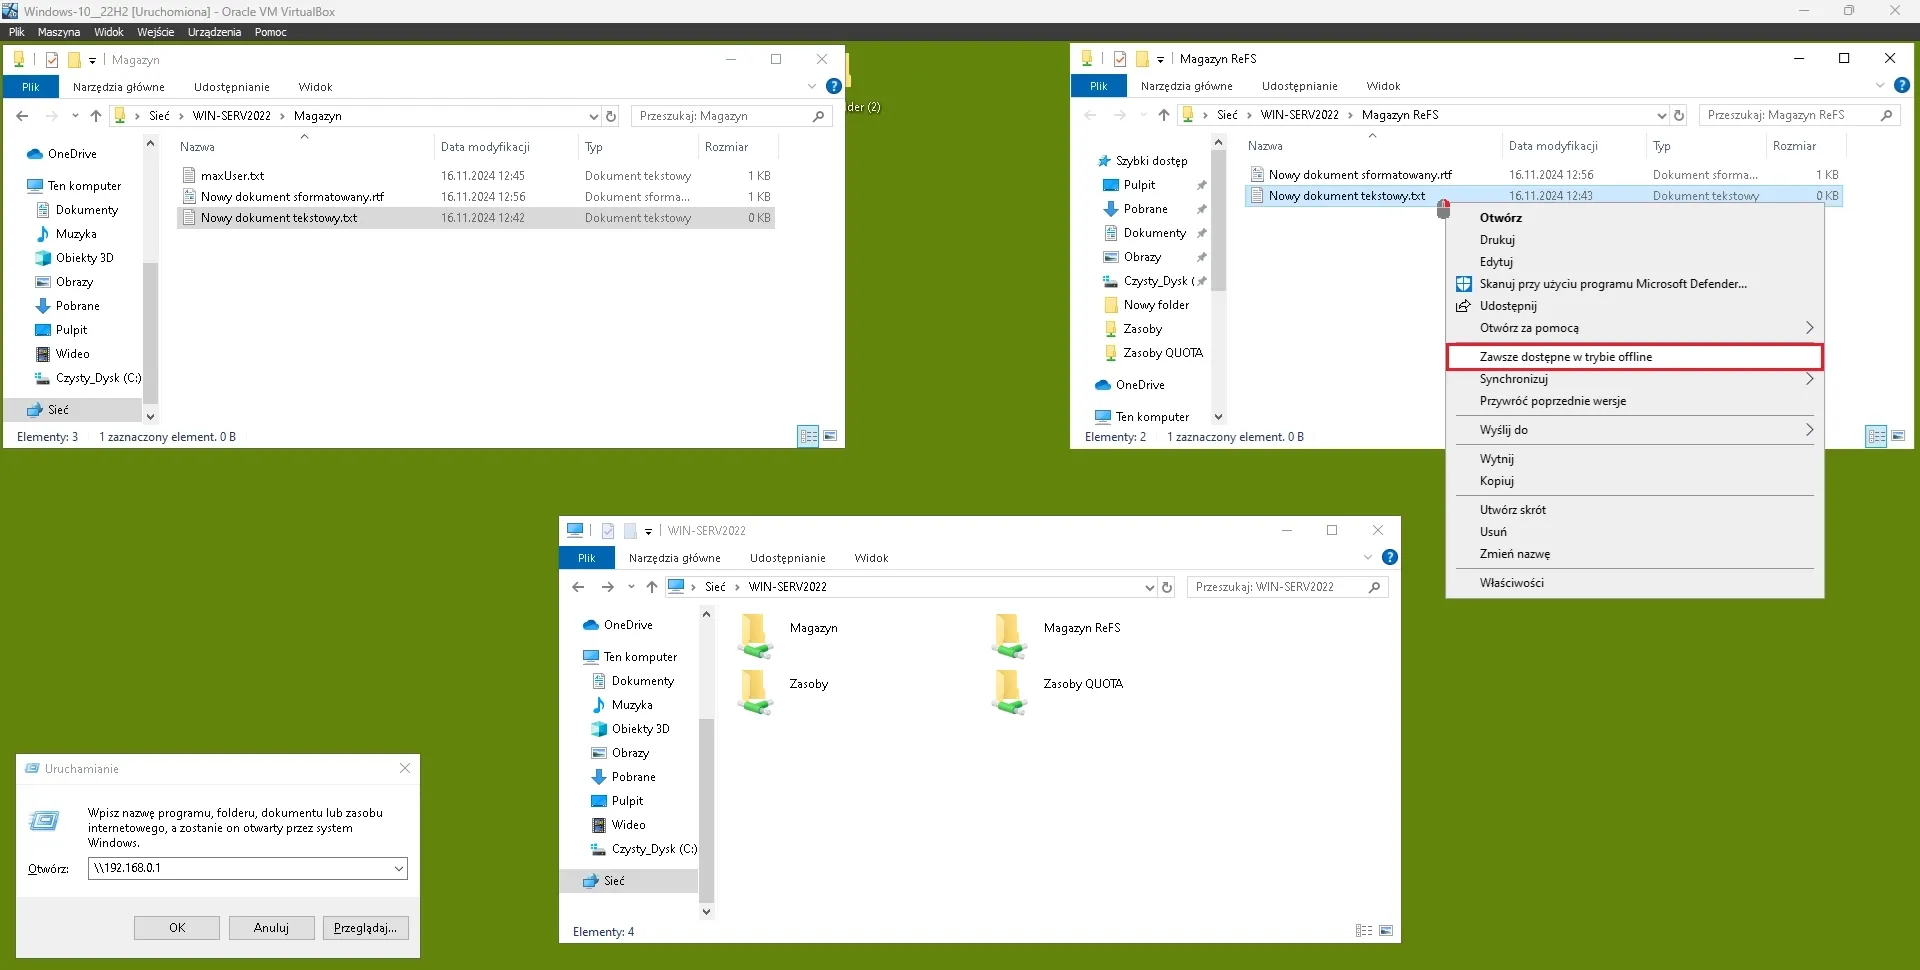 Windows-10__22H2 [Uruchomiona] - Oracle VM VirtualBox
Plik Maszyna Widok Wejście Urządzenia Pomoc
Magazyn
Plik Narzędzia główne Udostępnianie Widok
Sieć WIN-SERV2022 Magazyn
Przeszukaj: Magazyn
OneDrive
Ten komputer
Dokumenty
Muzyka
Obiekty 3D
Obrazy
Pobrane
Pulpit
Wideo
Czysty_Dysk (C:)
Sieć
Nazwa Data modyfikacji Typ Rozmiar
maxUser.txt 16.11.2024 12:45 Dokument tekstowy 1 KB
Nowy dokument sformatowany.rtf 16.11.2024 12:56 Dokument sforma... 1 KB
Nowy dokument tekstowy.txt 16.11.2024 12:42 Dokument tekstowy 0 KB
Elementy: 3 1 zaznaczony element. 0 B
der (2)
Magazyn ReFS
Plik Narzędzia główne Udostępnianie Widok
Sieć WIN-SERV2022 Magazyn ReFS
Przeszukaj: Magazyn ReFS
Szybki dostęp
Pulpit
Pobrane
Dokumenty
Obrazy
Czysty_Dysk (
Nowy folder
Zasoby
Zasoby QUOTA
OneDrive
Ten komputer
Nazwa Data modyfikacji Typ Rozmiar
Nowy dokument sformatowany.rtf 16.11.2024 12:56 Dokument sforma... 1 KB
Nowy dokument tekstowy.txt 16.11.2024 12:43 Dokument tekstowy 0 KB
Elementy: 2 1 zaznaczony element. 0 B
Otwórz
Drukuj
Edytuj
Skanuj przy użyciu programu Microsoft Defender...
Udostępnij
Otwórz za pomocą
Zawsze dostępne w trybie offline
Synchronizuj
Przywróć poprzednie wersje
Wyślij do
Wytnij
Kopiuj
Utwórz skrót
Usuń
Zmień nazwę
Właściwości
WIN-SERV2022
Plik Narzędzia główne Udostępnianie Widok
Sieć WIN-SERV2022
Przeszukaj: WIN-SERV2022
OneDrive
Ten komputer
Dokumenty
Muzyka
Obiekty 3D
Obrazy
Pobrane
Pulpit
Wideo
Czysty_Dysk (C:)
Sieć
Magazyn Magazyn ReFS
Zasoby Zasoby QUOTA
Elementy: 4
Uruchamianie
Wpisz nazwę programu, folderu, dokumentu lub zasobu
internetowego, a zostanie on otwarty przez system
Windows.
Otwórz: \\192.168.0.1
OK Anuluj Przeglądaj...